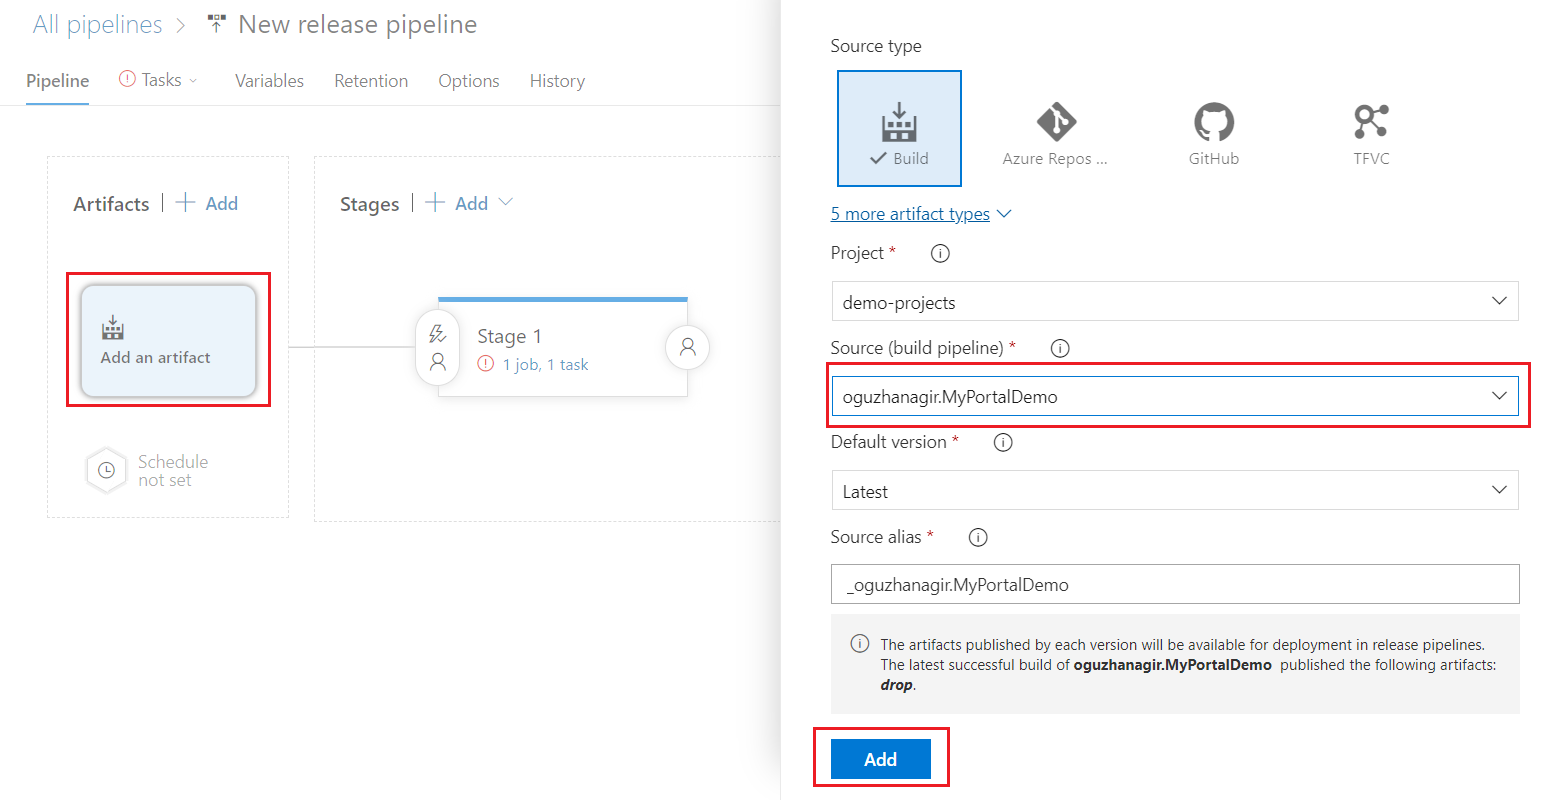 All pipelines > New release pipeline
Pipeline
Tasks
Variables
Retention
Options
History
Artifacts | + Add
Add an artifact
Schedule
not set
Stages | + Add
Stage 1
1 job, 1 task
Source type
Build
Azure Repos ...
GitHub
TFVC
5 more artifact types
Project *
demo-projects
Source (build pipeline) *
oguzhanagir.MyPortalDemo
Default version *
Latest
Source alias *
_oguzhanagir.MyPortalDemo
The artifacts published by each version will be available for deployment in release pipelines.
The latest successful build of oguzhanagir.MyPortalDemo published the following artifacts:
drop.
Add